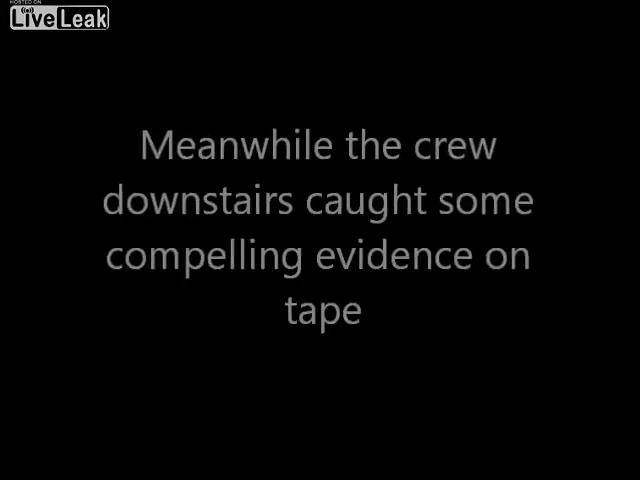 HOSTED ON
LiveLeak
Meanwhile the crew
downstairs caught some
compelling evidence on
tape